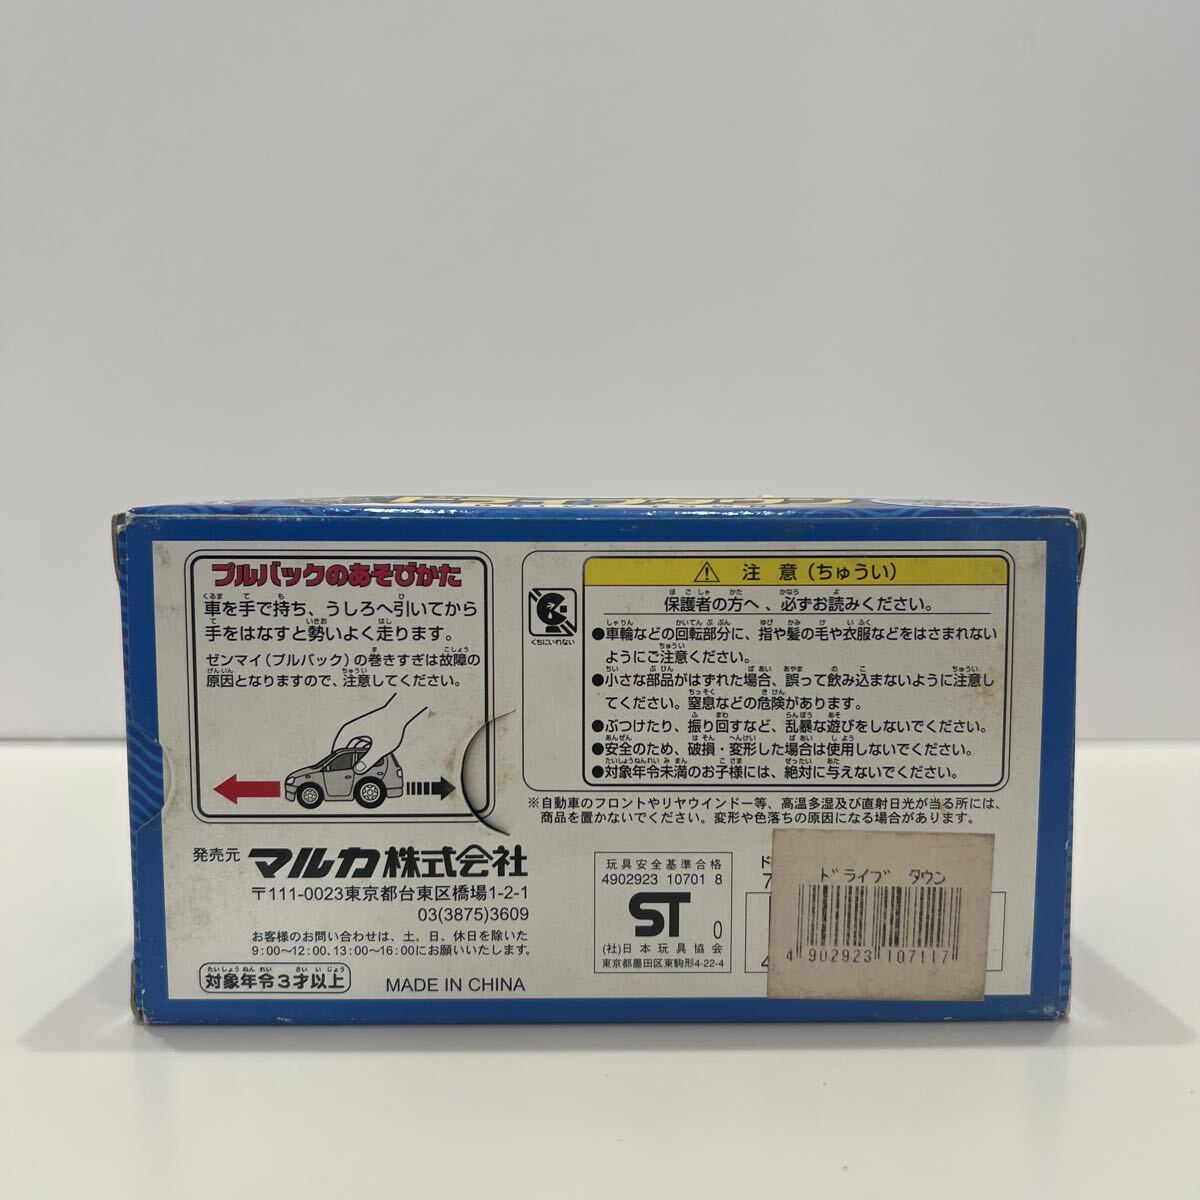 プルバックのあそびかた
車を手で持ち、うしろへ引いてから
手をはなすと勢いよく走ります。
ゼンマイ(プルバック)の巻きすぎは故障の
原因となりますので、注意してください。
くちにいれない
注 意(ちゅうい)
保護者の方へ、必ずお読みください。
●車輪などの回転部分に、指や髪の毛や衣服などをはさまれない
ようにご注意ください。
●小さな部品がはずれた場合、誤って飲み込まないように注意し
てください。窒息などの危険があります。
●ぶつけたり、振り回すなど、乱暴な遊びをしないでください。
●安全のため、破損・変形した場合は使用しないでください。
●対象年令未満のお子様には、絶対に与えないでください。
※自動車のフロントやリヤウインドー等、高温多湿及び直射日光が当る所には、
商品を置かないでください。変形や色落ちの原因になる場合があります。
発売元 マルカ株式会社
〒111-0023東京都台東区橋場1-2-1
03(3875)3609
お客様のお問い合わせは、土、日、休日を除いた
9:00〜12:00、13:00〜16:00にお願いいたします。
対象年令3才以上
MADE IN CHINA
玩具安全基準合格
4902923 10701 8
ST 0
(社)日本玩具協会
東京都墨田区東駒形4-22-4
ド
7
4
ドライブ タウン
4 902923 107117